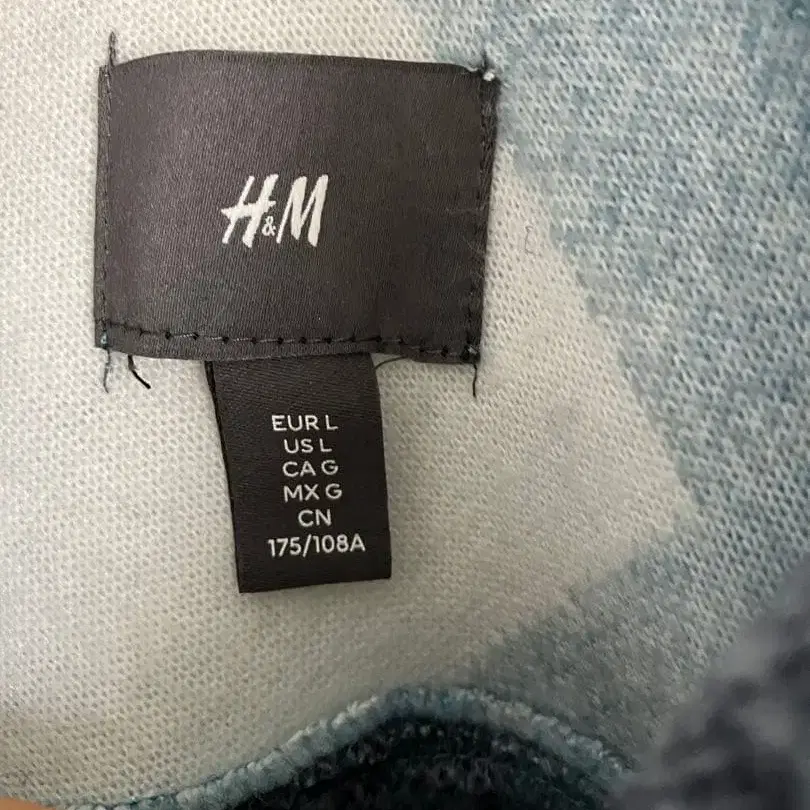 H&M
EUR L
US L
CA G
MX G
CN
175/108A